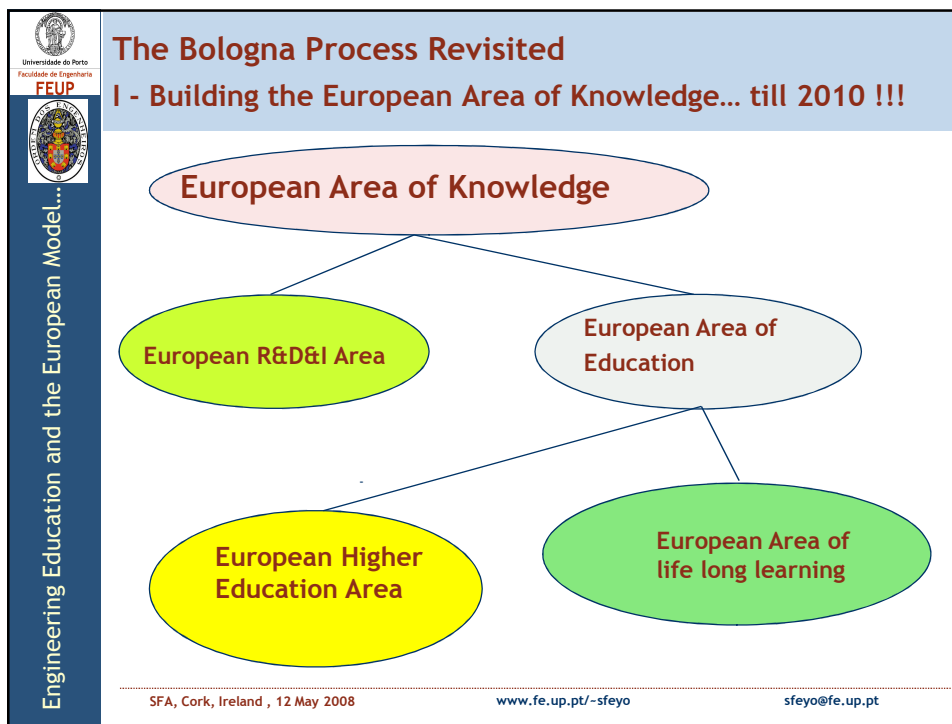 Universidade do Porto
Faculdade de Engenharia
FEUP
ORDEM DOS ENGENHEIROS
Engineering Education and the European Model...
The Bologna Process Revisited
I - Building the European Area of Knowledge... till 2010 !!!
European Area of Knowledge
European R&D&I Area
European Area of
Education
European Higher
Education Area
European Area of
life long learning
SFA, Cork, Ireland , 12 May 2008
www.fe.up.pt/~sfeyo
sfeyo@fe.up.pt